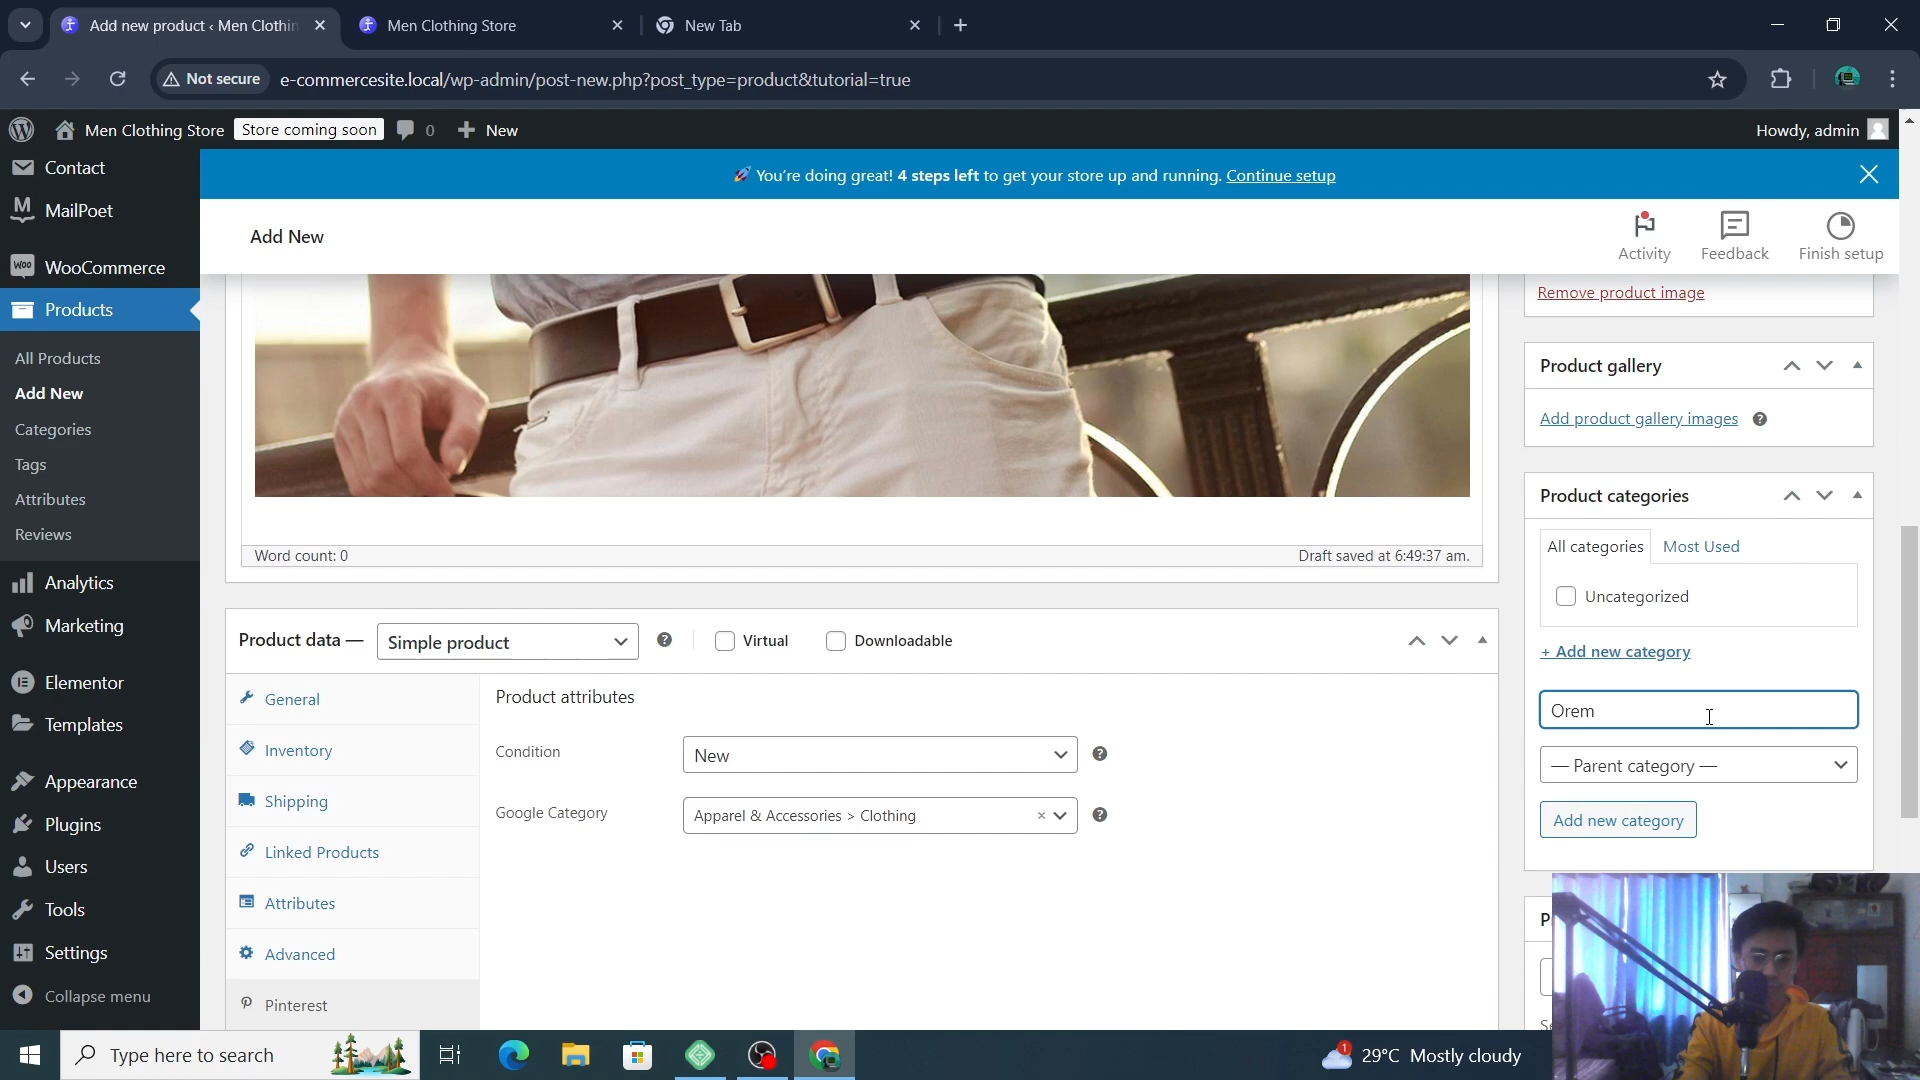 Add new product ‹ Men Clothin
Men Clothing Store
New Tab
Not secure
e-commercesite.local/wp-admin/post-new.php?post_type=product&tutorial=true
Men Clothing Store
Store coming soon
0
New
Howdy, admin
🚀 You're doing great! 4 steps left to get your store up and running. Continue setup
Add New
Activity
Feedback
Finish setup
Contact
MailPoet
WooCommerce
Products
All Products
Add New
Categories
Tags
Attributes
Reviews
Analytics
Marketing
Elementor
Templates
Appearance
Plugins
Users
Tools
Settings
Collapse menu
Word count: 0
Draft saved at 6:49:37 am.
Product data —
Simple product
Virtual
Downloadable
General
Inventory
Shipping
Linked Products
Attributes
Advanced
Pinterest
Product attributes
Condition
New
Google Category
Apparel & Accessories > Clothing
Remove product image
Product gallery
Add product gallery images
Product categories
All categories
Most Used
Uncategorized
+ Add new category
Orem
— Parent category —
Add new category
Type here to search
1
29°C Mostly cloudy